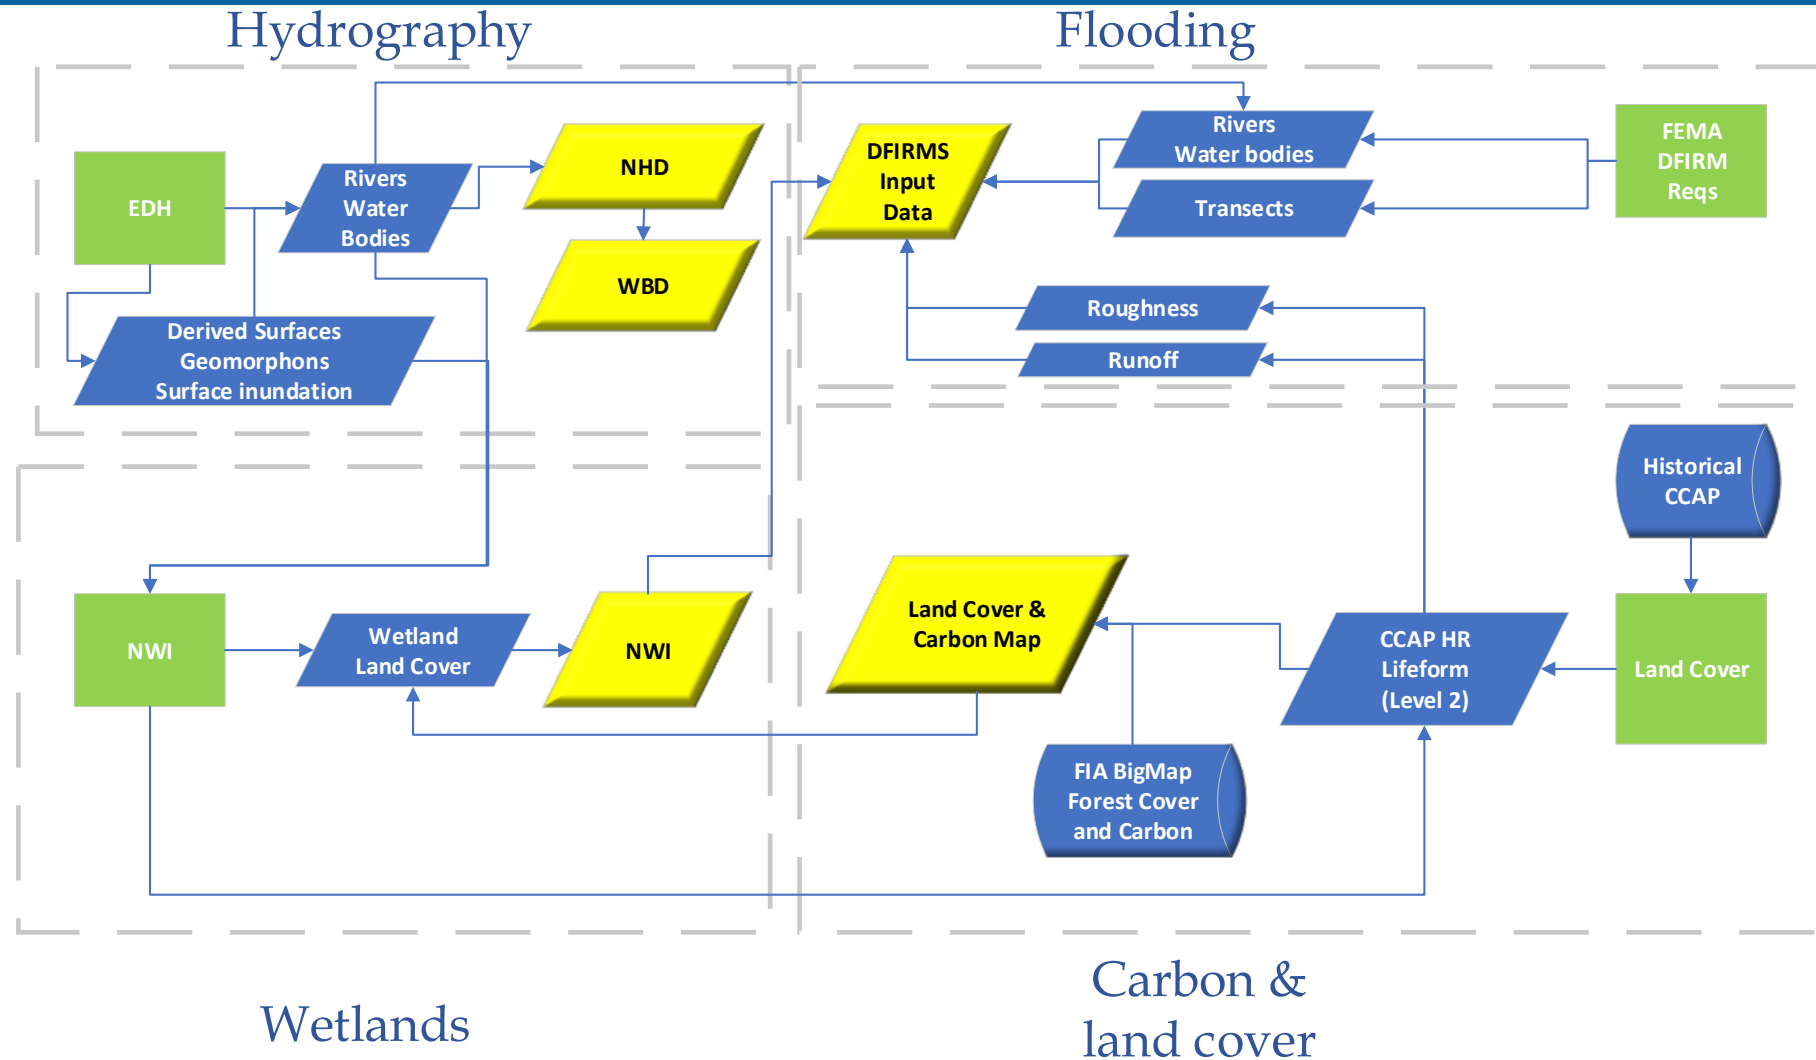 Hydrography
Flooding
EDH
Rivers
Water
Bodies
NHD
WBD
Derived Surfaces
Geomorphons
Surface inundation
DFIRMS
Input
Data
Rivers
Water bodies
Transects
FEMA
DFIRM
Reqs
Roughness
Runoff
NWI
Wetland
Land Cover
NWI
Land Cover &
Carbon Map
FIA BigMap
Forest Cover
and Carbon
CCAP HR
Lifeform
(Level 2)
Historical
CCAP
Land Cover
Wetlands
Carbon &
land cover